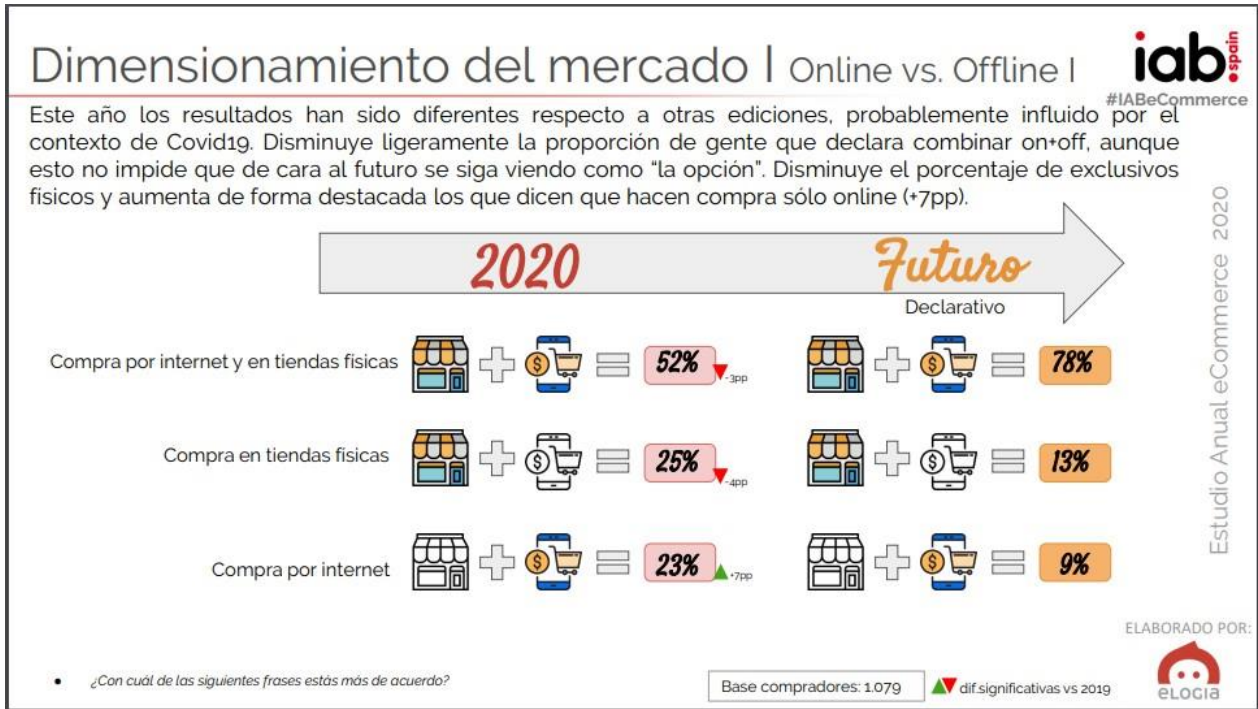 Dimensionamiento del mercado I Online vs. Offline I
iab spain
#IABeCommerce
Este año los resultados han sido diferentes respecto a otras ediciones, probablemente influido por el
contexto de Covid19. Disminuye ligeramente la proporción de gente que declara combinar on+off, aunque
esto no impide que de cara al futuro se siga viendo como "la opción". Disminuye el porcentaje de exclusivos
físicos y aumenta de forma destacada los que dicen que hacen compra sólo online (+7pp).
2020 Futuro
Declarativo
Compra por internet y en tiendas físicas 52% -3pp 78%
Compra en tiendas físicas 25% -4pp 13%
Compra por internet 23% +7pp 9%
Estudio Anual eCommerce 2020
ELABORADO POR:
eLOGIA
• ¿Con cuál de las siguientes frases estás más de acuerdo?
Base compradores: 1.079
dif.significativas vs 2019